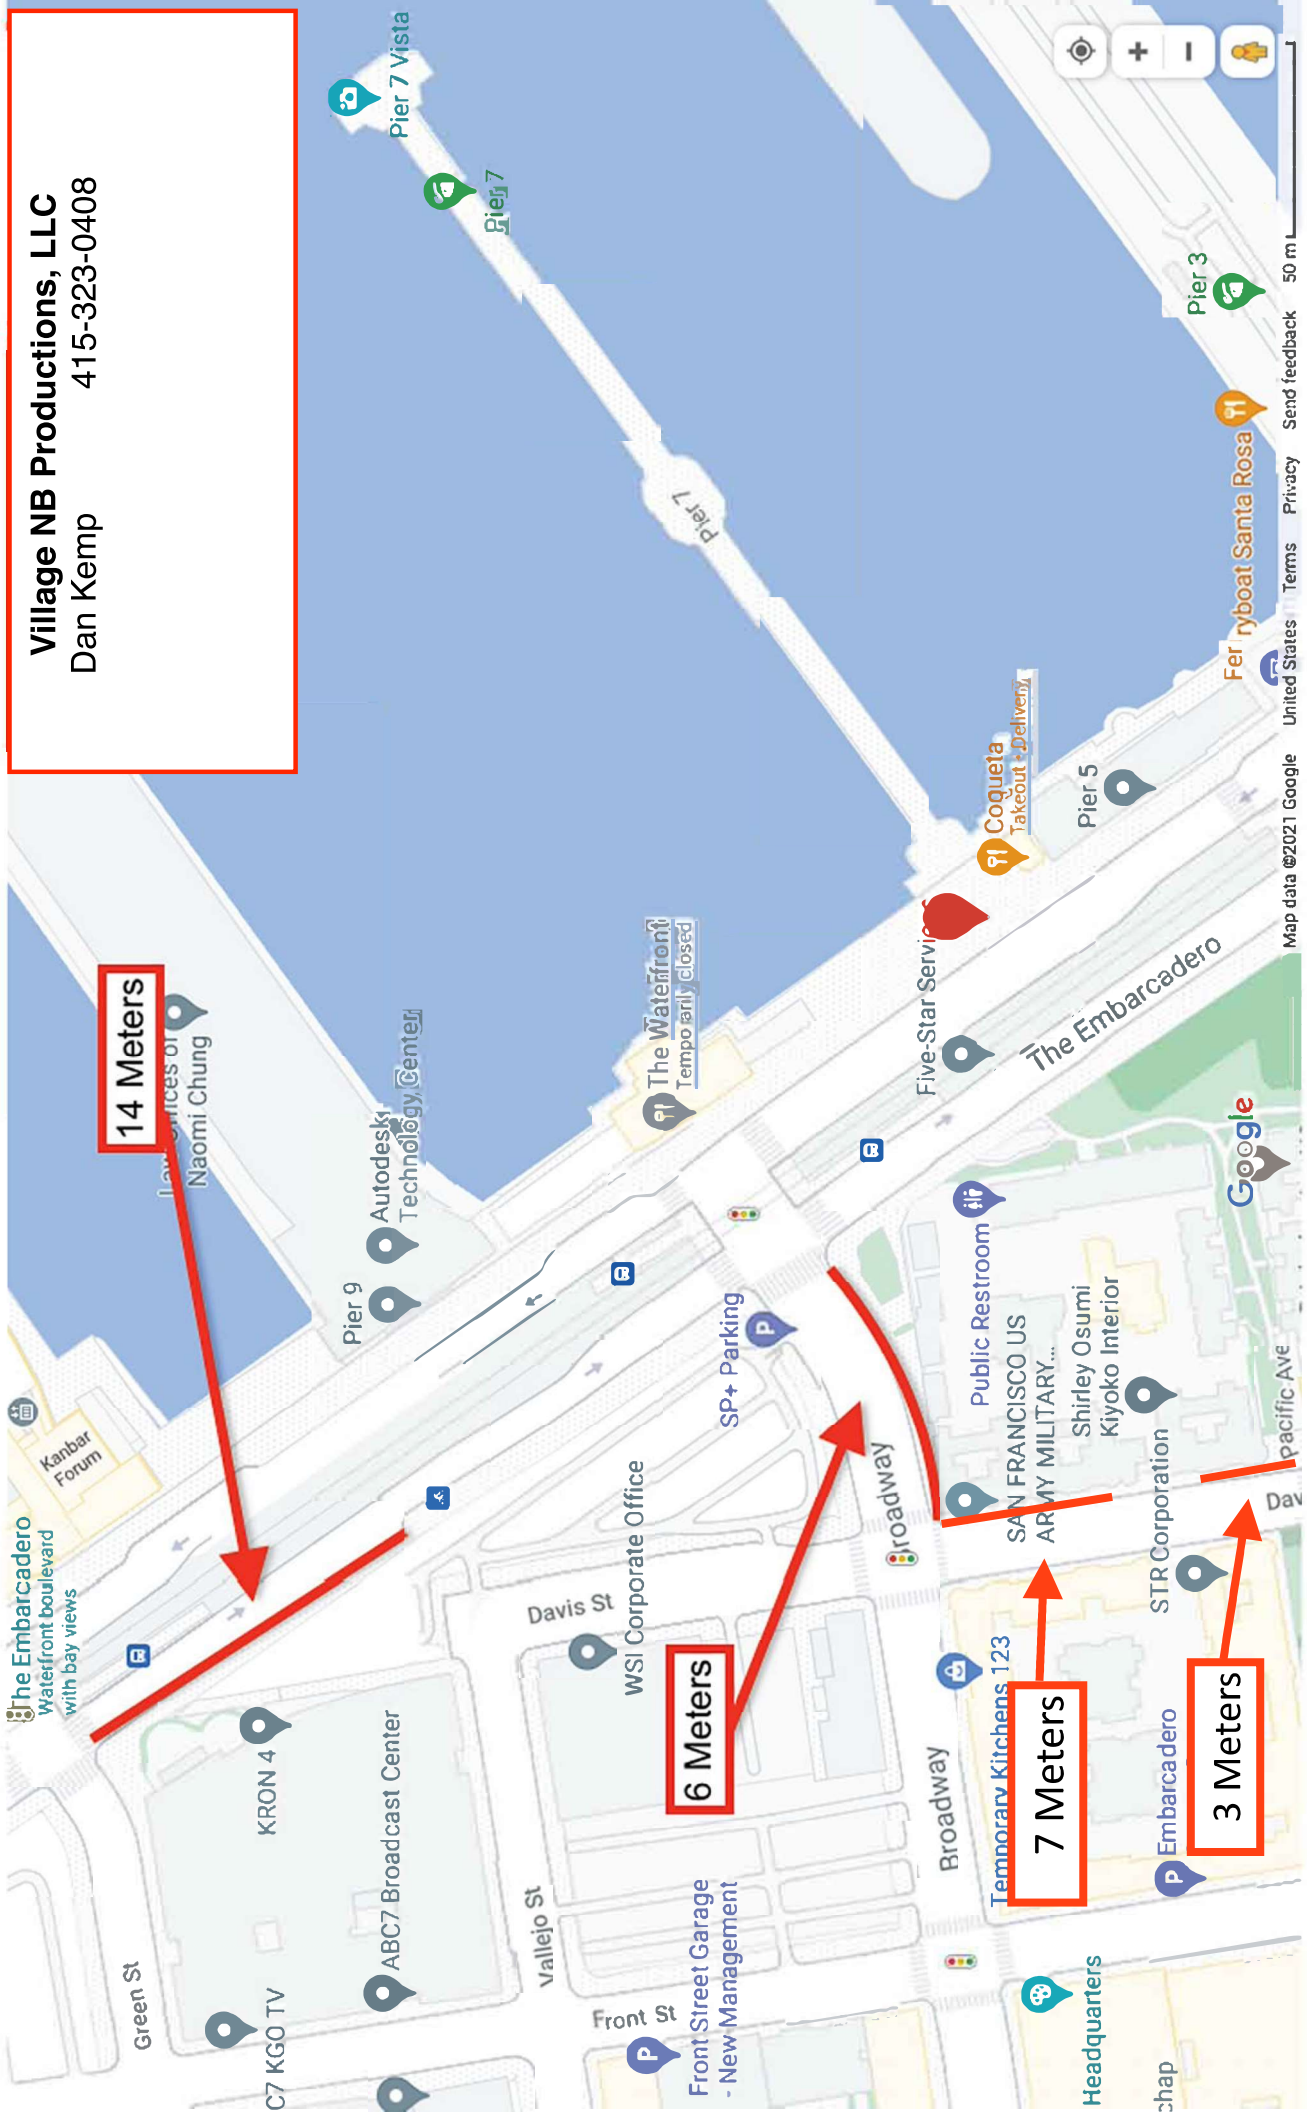 Village NB Productions, LLC
Dan Kemp 415-323-0408
14 Meters
6 Meters
7 Meters
3 Meters
The Embarcadero
Waterfront boulevard
with bay views
Kanbar
Forum
Naomi Chung
Pier 9
Autodesk
Technology Center
The Waterfront
Temporarily closed
Pier 7 Vista
Pier 7
Pier 7
Pier 3
Coqueta
Takeout • Delivery
Pier 5
Ferryboat Santa Rosa
Five-Star Servi
The Embarcadero
SP+ Parking
Public Restroom
SAN FRANCISCO US
ARMY MILITARY...
Shirley Osumi
Kiyoko Interior
STR Corporation
Pacific Ave
Dav
Broadway
Broadway
Davis St
WSI Corporate Office
KRON 4
ABC7 Broadcast Center
C7 KGO TV
Green St
Vallejo St
Front St
Front Street Garage
- New Management
Temporary Kitchens 123
Embarcadero
Headquarters
chap
Google
Map data ©2021 Google United States Terms Privacy Send feedback 50 m